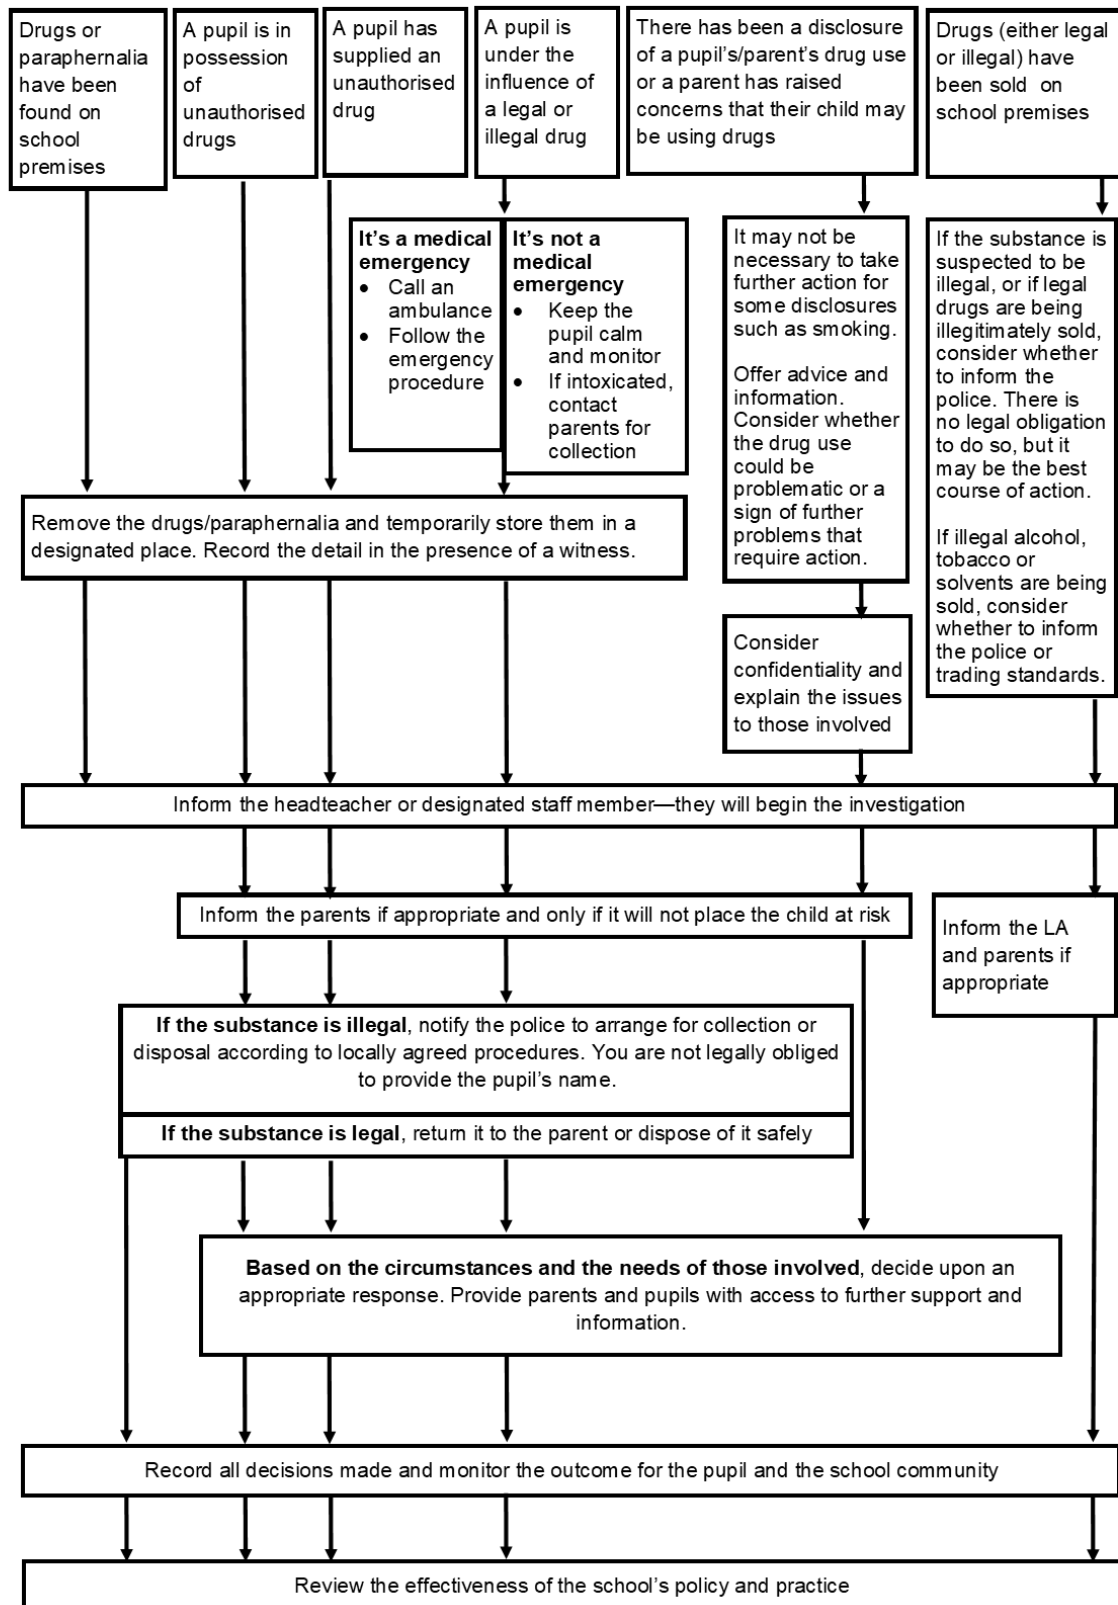 Drugs or
paraphernalia
have been
found on
school
premises
A pupil is in
possession
of
unauthorised
drugs
A pupil has
supplied an
unauthorised
drug
A pupil is
under the
influence of
a legal or
illegal drug
There has been a disclosure
of a pupil's/parent's drug use
or a parent has raised
concerns that their child may
be using drugs
Drugs (either legal
or illegal) have
been sold on
school premises
It's a medical
emergency
• Call an
ambulance
• Follow the
emergency
procedure
It's not a
medical
emergency
• Keep the
pupil calm
and monitor
• If intoxicated,
contact
parents for
collection
It may not be
necessary to take
further action for
some disclosures
such as smoking.
Offer advice and
information.
Consider whether
the drug use
could be
problematic or a
sign of further
problems that
require action.
If the substance is
suspected to be
illegal, or if legal
drugs are being
illegitimately sold,
consider whether
to inform the
police. There is
no legal obligation
to do so, but it
may be the best
course of action.
If illegal alcohol,
tobacco or
solvents are being
sold, consider
whether to inform
the police or
trading standards.
Remove the drugs/paraphernalia and temporarily store them in a
designated place. Record the detail in the presence of a witness.
Consider
confidentiality and
explain the issues
to those involved
Inform the headteacher or designated staff member—they will begin the investigation
Inform the parents if appropriate and only if it will not place the child at risk
Inform the LA
and parents if
appropriate
If the substance is illegal, notify the police to arrange for collection or
disposal according to locally agreed procedures. You are not legally obliged
to provide the pupil's name.
If the substance is legal, return it to the parent or dispose of it safely
Based on the circumstances and the needs of those involved, decide upon an
appropriate response. Provide parents and pupils with access to further support and
information.
Record all decisions made and monitor the outcome for the pupil and the school community
Review the effectiveness of the school's policy and practice